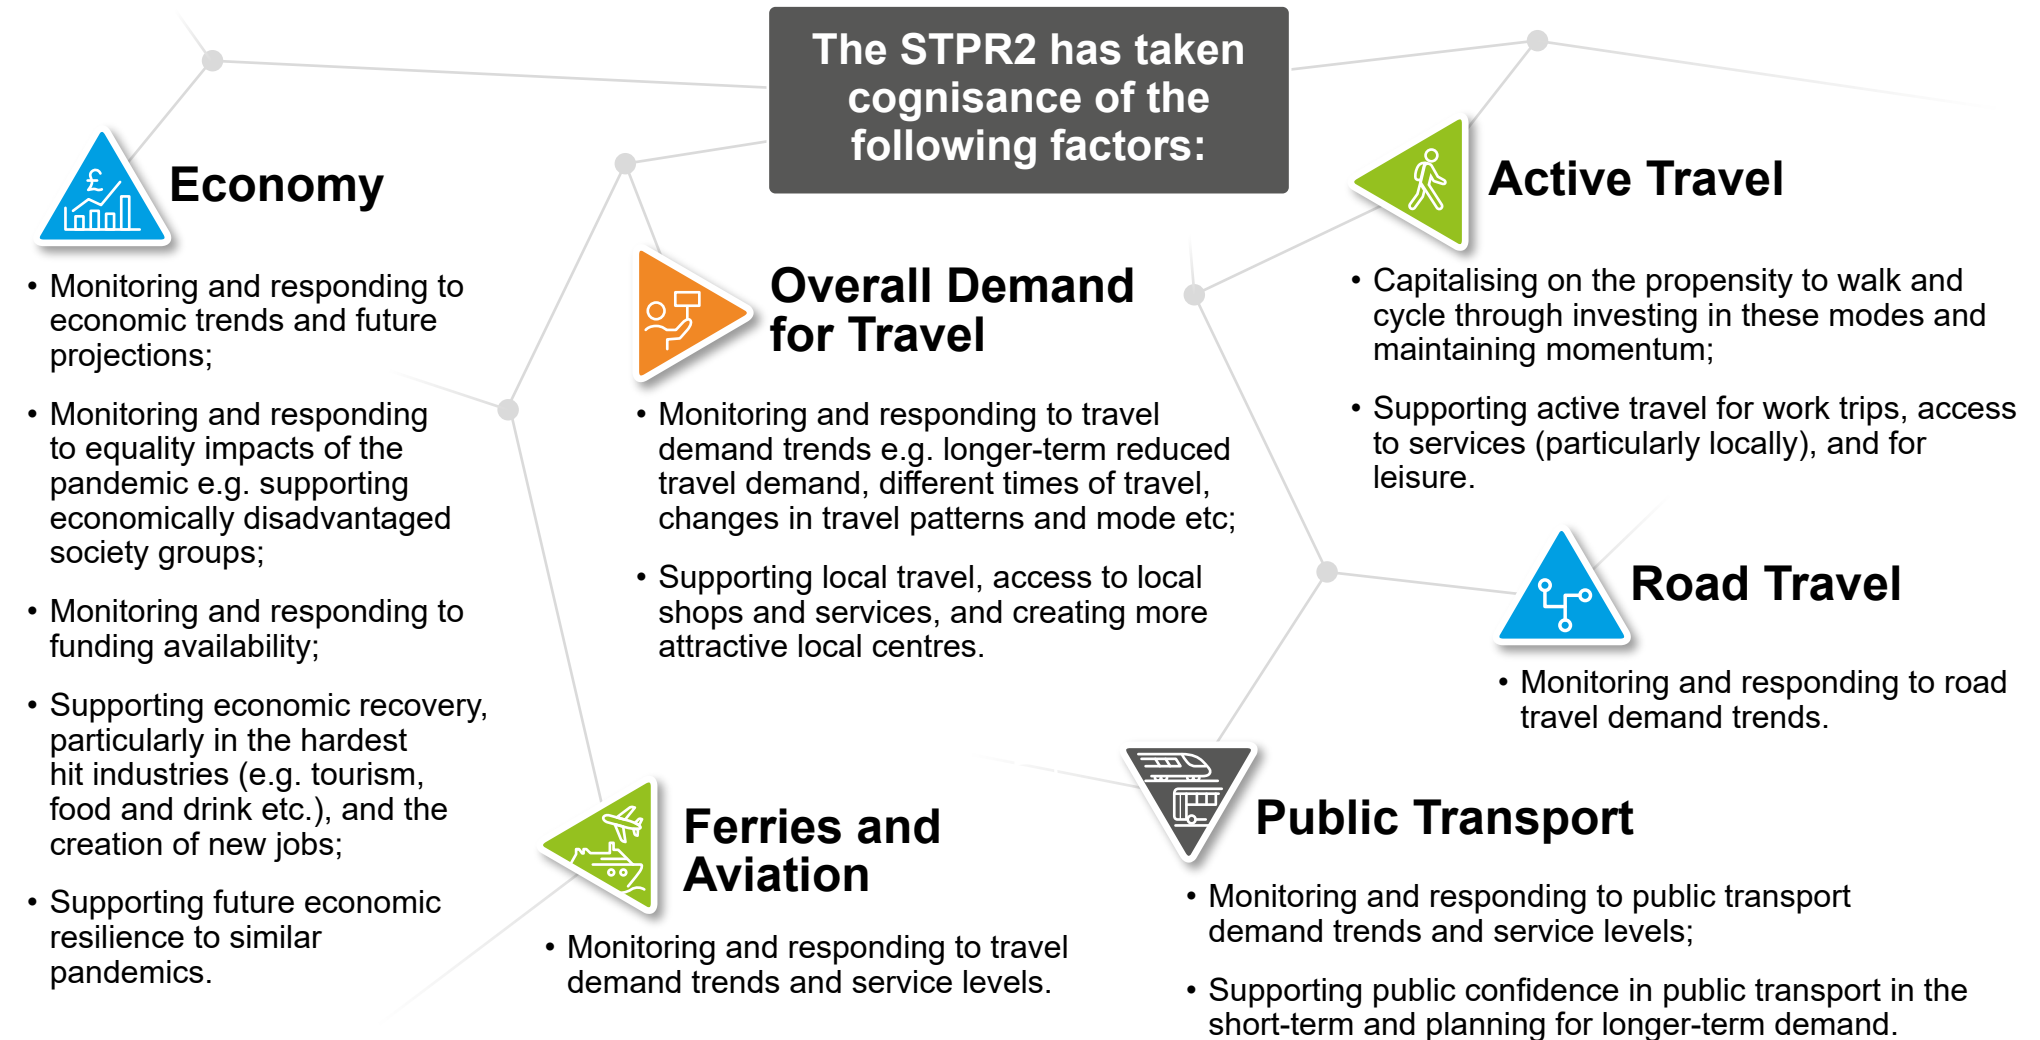 The STPR2 has taken
cognisance of the
following factors:
£
Economy
• Monitoring and responding to
economic trends and future
projections;
• Monitoring and responding
to equality impacts of the
pandemic e.g. supporting
economically disadvantaged
society groups;
• Monitoring and responding to
funding availability;
• Supporting economic recovery,
particularly in the hardest
hit industries (e.g. tourism,
food and drink etc.), and the
creation of new jobs;
• Supporting future economic
resilience to similar
pandemics.
Overall Demand
for Travel
• Monitoring and responding to travel
demand trends e.g. longer-term reduced
travel demand, different times of travel,
changes in travel patterns and mode etc;
• Supporting local travel, access to local
shops and services, and creating more
attractive local centres.
Ferries and
Aviation
• Monitoring and responding to travel
demand trends and service levels.
Active Travel
• Capitalising on the propensity to walk and
cycle through investing in these modes and
maintaining momentum;
• Supporting active travel for work trips, access
to services (particularly locally), and for
leisure.
Road Travel
• Monitoring and responding to road
travel demand trends.
Public Transport
• Monitoring and responding to public transport
demand trends and service levels;
• Supporting public confidence in public transport in the
short-term and planning for longer-term demand.